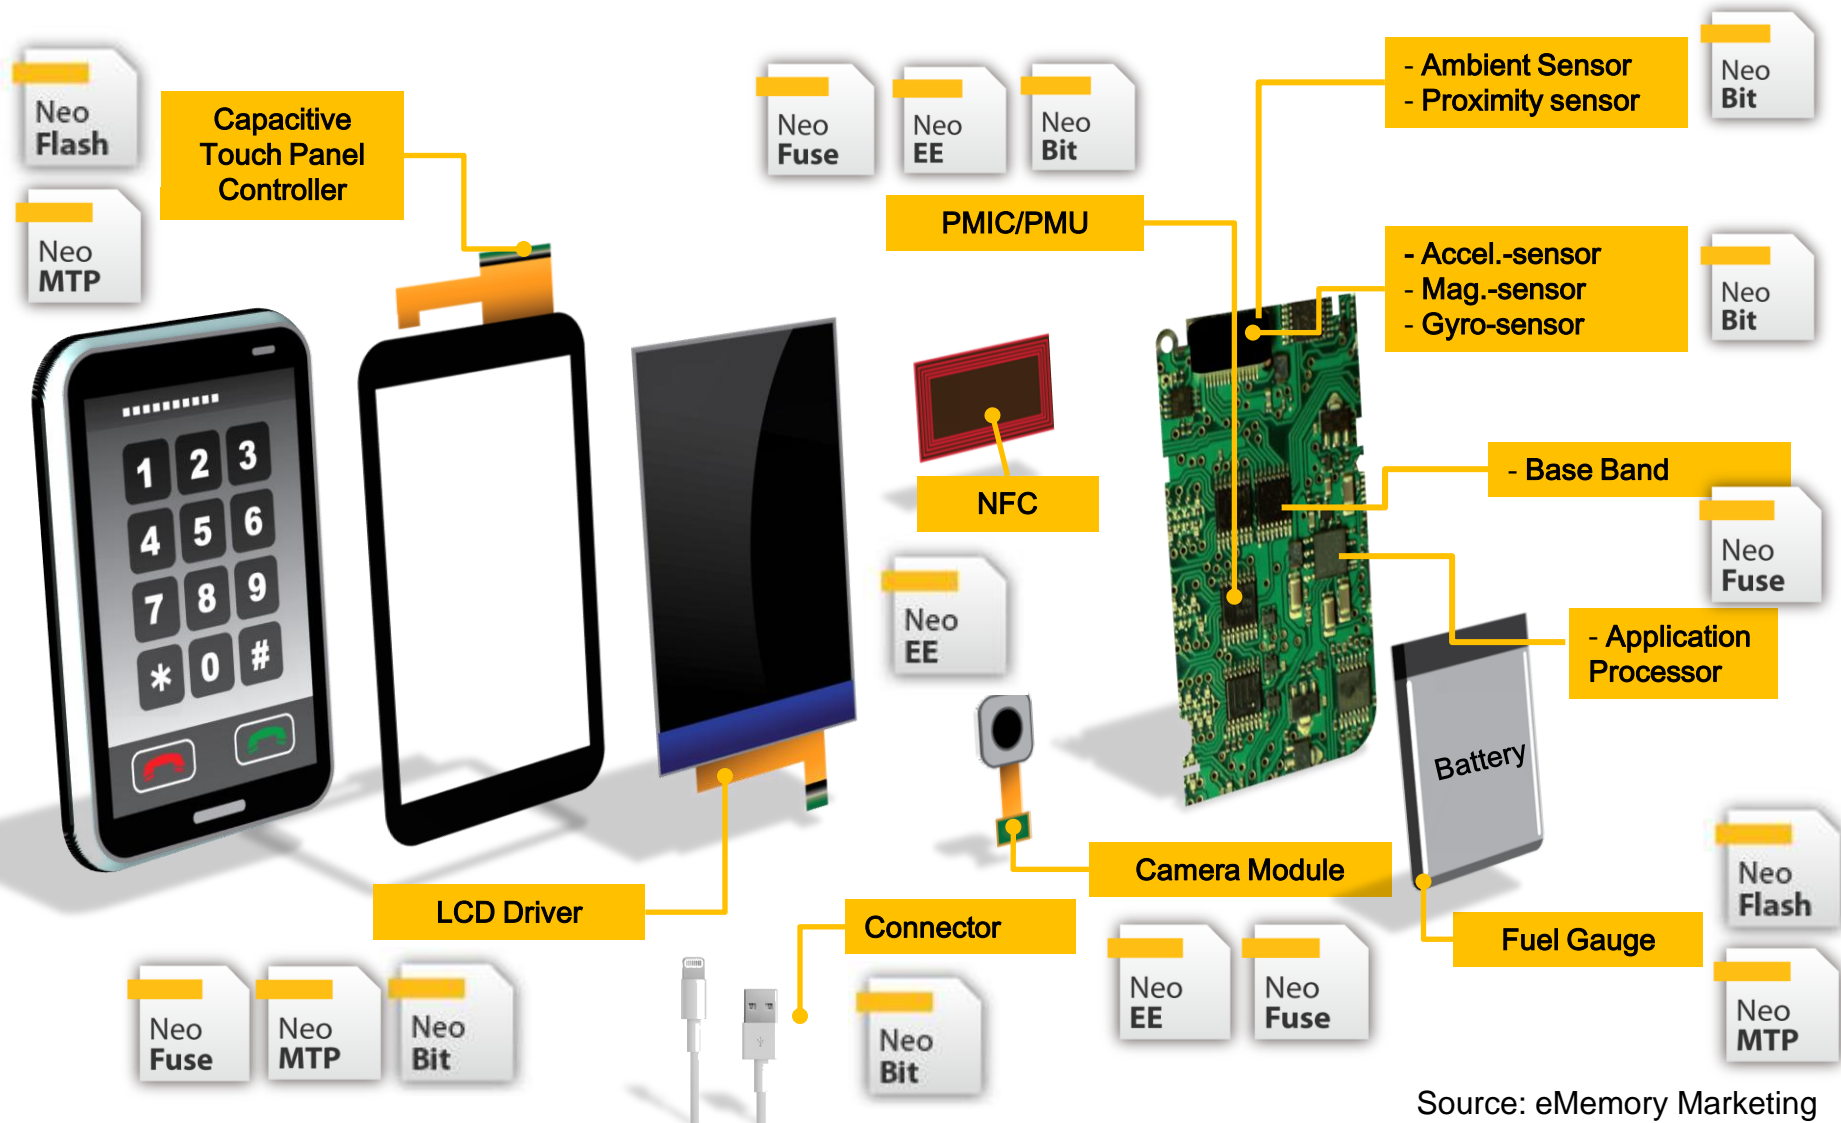 Neo
Flash
Neo
MTP
Capacitive
Touch Panel
Controller
Neo
Fuse
Neo
EE
Neo
Bit
PMIC/PMU
- Ambient Sensor
- Proximity sensor
Neo
Bit
- Accel.-sensor
- Mag.-sensor
- Gyro-sensor
Neo
Bit
1 2 3
4 5 6
7 8 9
* 0 #
NFC
Neo
EE
- Base Band
Neo
Fuse
- Application
Processor
Battery
Camera Module
Neo
EE
Neo
Fuse
LCD Driver
Neo
Fuse
Neo
MTP
Neo
Bit
Connector
Neo
Bit
Fuel Gauge
Neo
Flash
Neo
MTP
Source: eMemory Marketing